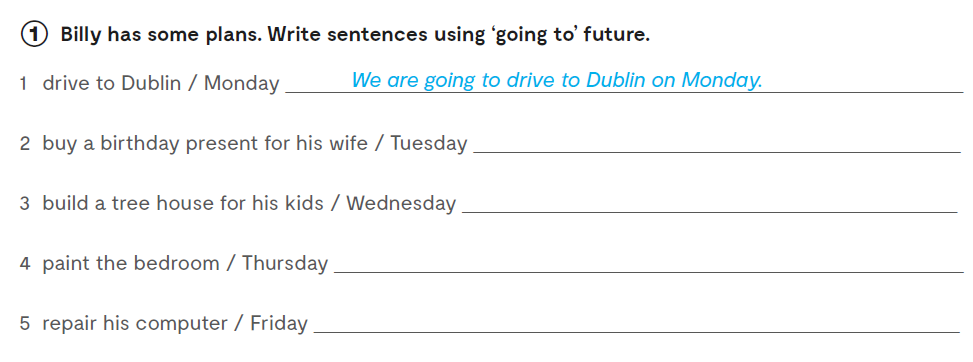 1 Billy has some plans. Write sentences using ‘going to’ future.
1 drive to Dublin / Monday We are going to drive to Dublin on Monday.
2 buy a birthday present for his wife / Tuesday
3 build a tree house for his kids / Wednesday
4 paint the bedroom / Thursday
5 repair his computer / Friday